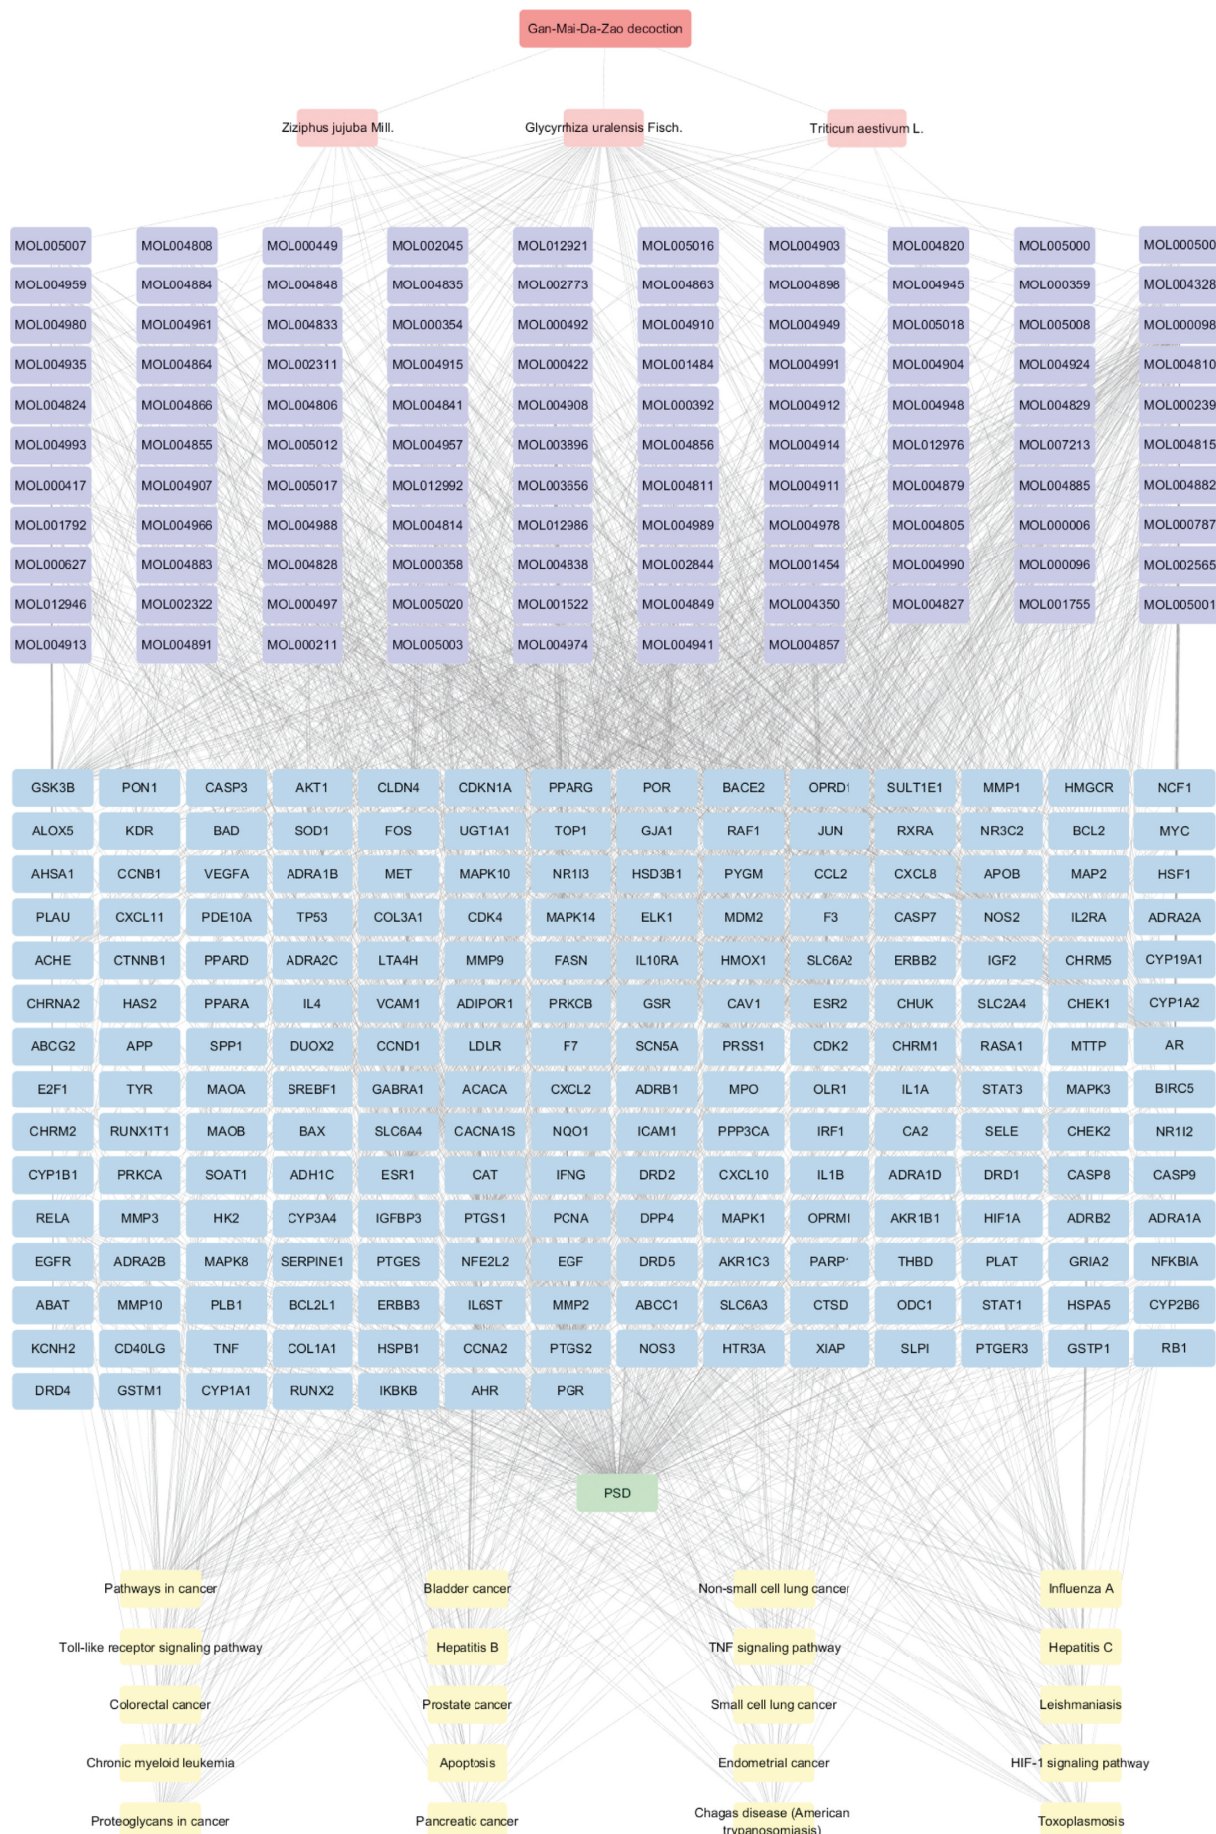 Gan-Mai-Da-Zao decoction
Ziziphus jujuba Mill. Glycyrrhiza uralensis Fisch. Triticum aestivum L.
MOL005007 MOL004808 MOL000449 MOL002045 MOL012921 MOL005016 MOL004903 MOL004820 MOL005000 MOL000500
MOL004959 MOL004884 MOL004848 MOL004835 MOL002773 MOL004863 MOL004898 MOL004945 MOL000359 MOL004328
MOL004980 MOL004961 MOL004833 MOL000354 MOL000492 MOL004910 MOL004949 MOL005018 MOL005008 MOL000098
MOL004935 MOL004864 MOL002311 MOL004915 MOL000422 MOL001484 MOL004991 MOL004904 MOL004924 MOL004810
MOL004824 MOL004866 MOL004806 MOL004841 MOL004908 MOL000392 MOL004912 MOL004948 MOL004829 MOL000239
MOL004993 MOL004855 MOL005012 MOL004957 MOL003896 MOL004856 MOL004914 MOL012976 MOL007213 MOL004815
MOL000417 MOL004907 MOL005017 MOL012992 MOL003656 MOL004811 MOL004911 MOL004879 MOL004885 MOL004882
MOL001792 MOL004966 MOL004988 MOL004814 MOL012986 MOL004989 MOL004978 MOL004805 MOL000006 MOL000787
MOL000627 MOL004883 MOL004828 MOL000358 MOL004838 MOL002844 MOL001454 MOL004990 MOL000096 MOL002565
MOL012946 MOL002322 MOL000497 MOL005020 MOL001522 MOL004849 MOL004350 MOL004827 MOL001755 MOL005001
MOL004913 MOL004891 MOL000211 MOL005003 MOL004974 MOL004941 MOL004857
GSK3B PON1 CASP3 AKT1 CLDN4 CDKN1A PPARG POR BACE2 OPRD1 SULT1E1 MMP1 HMGCR NCF1
ALOX5 KDR BAD SOD1 FOS UGT1A1 TOP1 GJA1 RAF1 JUN RXRA NR3C2 BCL2 MYC
AHSA1 CCNB1 VEGFA ADRA1B MET MAPK10 NR1I3 HSD3B1 PYGM CCL2 CXCL8 APOB MAP2 HSF1
PLAU CXCL11 PDE10A TP53 COL3A1 CDK4 MAPK14 ELK1 MDM2 F3 CASP7 NOS2 IL2RA ADRA2A
ACHE CTNNB1 PPARD ADRA2C LTA4H MMP9 FASN IL10RA HMOX1 SLC6A2 ERBB2 IGF2 CHRM5 CYP19A1
CHRNA2 HAS2 PPARA IL4 VCAM1 ADIPOR1 PRKCB GSR CAV1 ESR2 CHUK SLC2A4 CHEK1 CYP1A2
ABCG2 APP SPP1 DUOX2 CCND1 LDLR F7 SCN5A PRSS1 CDK2 CHRM1 RASA1 MTTP AR
E2F1 TYR MAOA SREBF1 GABRA1 ACACA CXCL2 ADRB1 MPO OLR1 IL1A STAT3 MAPK3 BIRC5
CHRM2 RUNX1T1 MAOB BAX SLC6A4 CACNA1S NQO1 ICAM1 PPP3CA IRF1 CA2 SELE CHEK2 NR1I2
CYP1B1 PRKCA SOAT1 ADH1C ESR1 CAT IFNG DRD2 CXCL10 IL1B ADRA1D DRD1 CASP8 CASP9
RELA MMP3 HK2 CYP3A4 IGFBP3 PTGS1 PCNA DPP4 MAPK1 OPRM1 AKR1B1 HIF1A ADRB2 ADRA1A
EGFR ADRA2B MAPK8 SERPINE1 PTGES NFE2L2 EGF DRD5 AKR1C3 PARP1 THBD PLAT GRIA2 NFKBIA
ABAT MMP10 PLB1 BCL2L1 ERBB3 IL6ST MMP2 ABCC1 SLC6A3 CTSD ODC1 STAT1 HSPA5 CYP2B6
KCNH2 CD40LG TNF COL1A1 HSPB1 CCNA2 PTGS2 NOS3 HTR3A XIAP SLPI PTGER3 GSTP1 RB1
DRD4 GSTM1 CYP1A1 RUNX2 IKBKB AHR PGR
PSD
Pathways in cancer Bladder cancer Non-small cell lung cancer Influenza A
Toll-like receptor signaling pathway Hepatitis B TNF signaling pathway Hepatitis C
Colorectal cancer Prostate cancer Small cell lung cancer Leishmaniasis
Chronic myeloid leukemia Apoptosis Endometrial cancer HIF-1 signaling pathway
Proteoglycans in cancer Pancreatic cancer Chagas disease (American trypanosomiasis) Toxoplasmosis